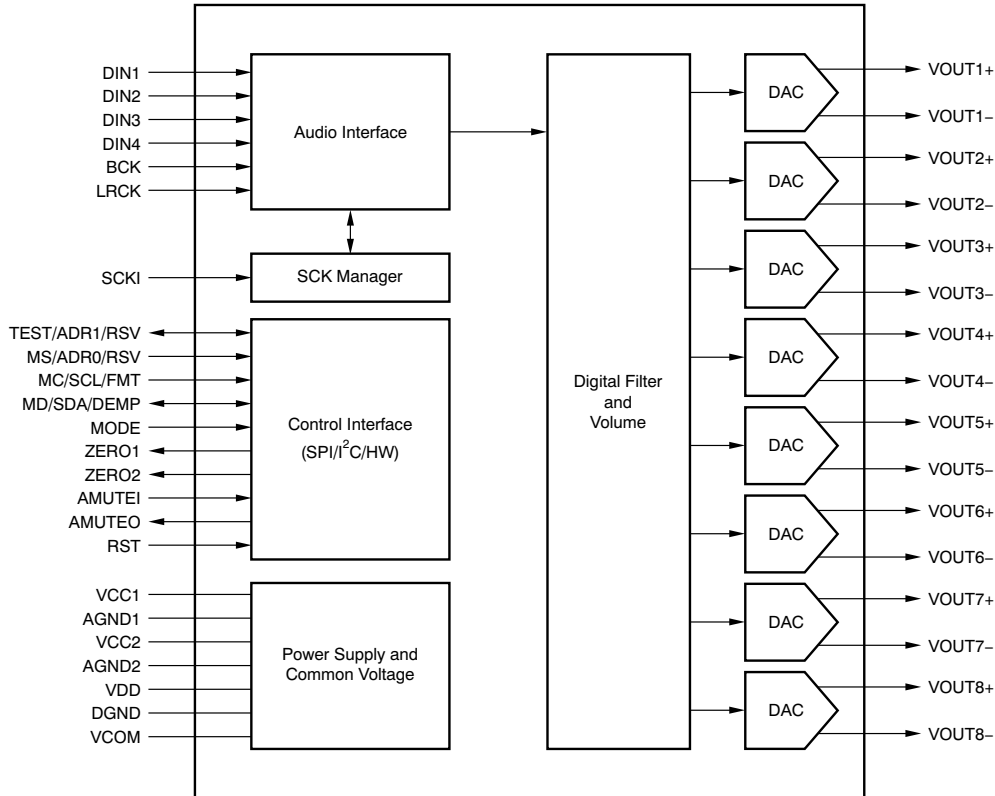 DIN1
DIN2
DIN3
DIN4
BCK
LRCK
Audio Interface
SCKI
SCK Manager
TEST/ADR1/RSV
MS/ADR0/RSV
MC/SCL/FMT
MD/SDA/DEMP
MODE
ZERO1
ZERO2
AMUTEI
AMUTEO
RST
Control Interface
(SPI/I²C/HW)
VCC1
AGND1
VCC2
AGND2
VDD
DGND
VCOM
Power Supply and
Common Voltage
Digital Filter
and
Volume
DAC
DAC
DAC
DAC
DAC
DAC
DAC
DAC
VOUT1+
VOUT1−
VOUT2+
VOUT2−
VOUT3+
VOUT3−
VOUT4+
VOUT4−
VOUT5+
VOUT5−
VOUT6+
VOUT6−
VOUT7+
VOUT7−
VOUT8+
VOUT8−